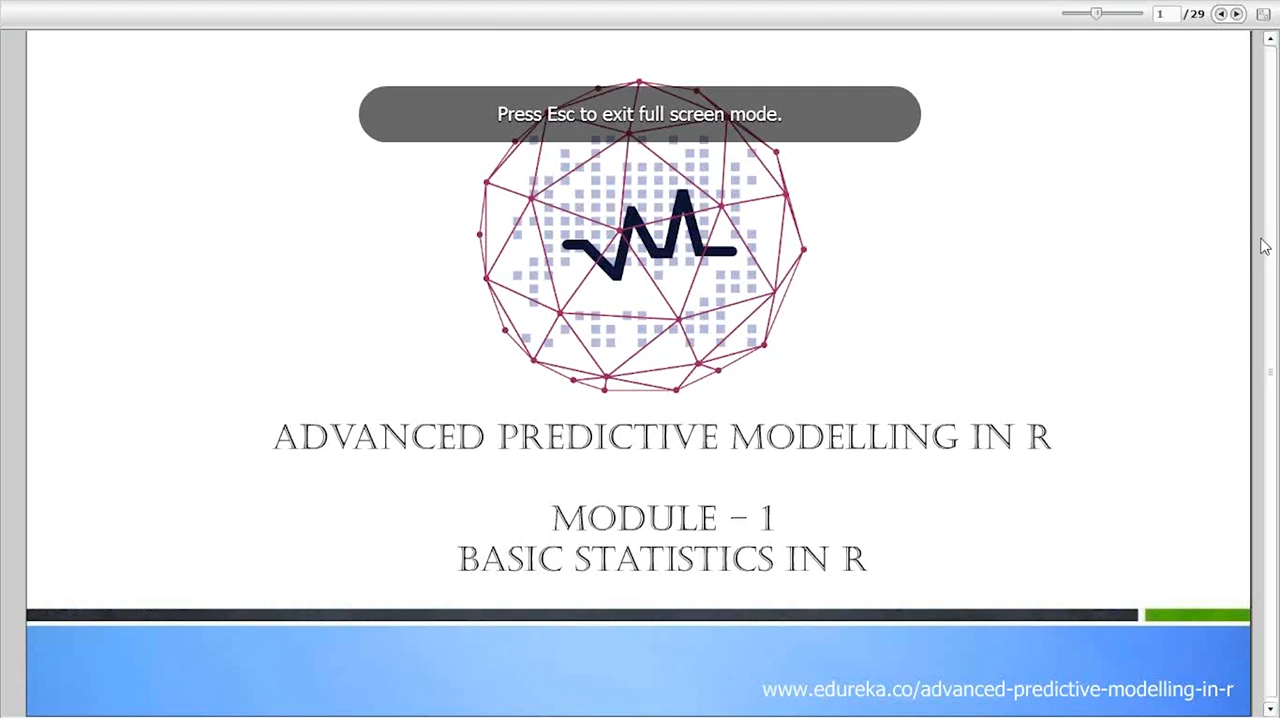 1 / 29
Press Esc to exit full screen mode.
ADVANCED PREDICTIVE MODELLING IN R
MODULE – 1
BASIC STATISTICS IN R
www.edureka.co/advanced-predictive-modelling-in-r